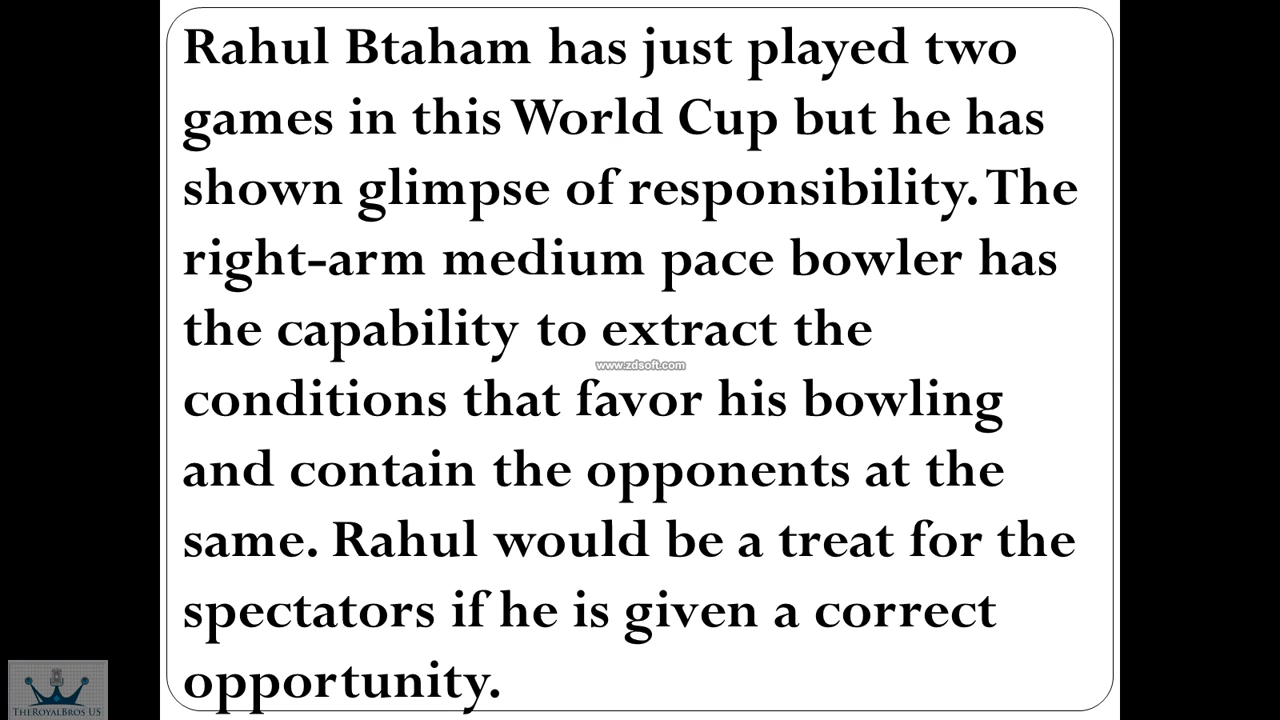 Rahul Btaham has just played two
games in this World Cup but he has
shown glimpse of responsibility. The
right-arm medium pace bowler has
the capability to extract the
www.zdsoft.com
conditions that favor his bowling
and contain the opponents at the
same. Rahul would be a treat for the
spectators if he is given a correct
opportunity.
THEROYALBROS US